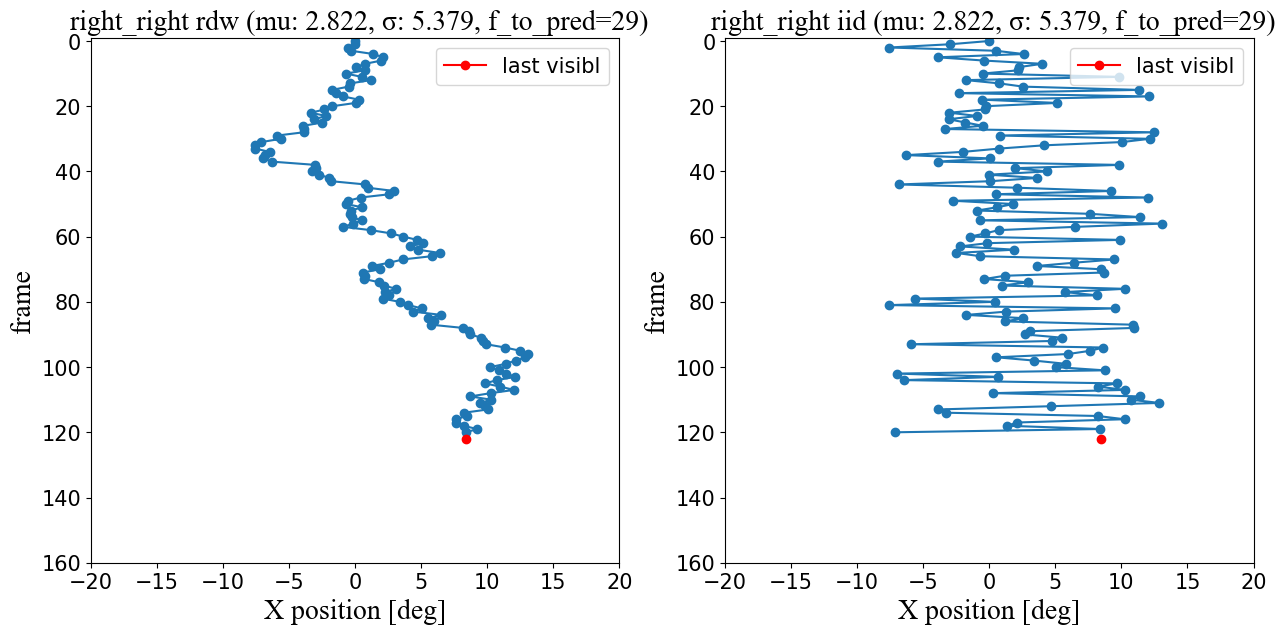 right_right rdw (mu: 2.822, σ: 5.379, f_to_pred=29)
last visibl
0
20
40
60
80
100
120
140
160
frame
−20 −15 −10 −5 0 5 10 15 20
X position [deg]
right_right iid (mu: 2.822, σ: 5.379, f_to_pred=29)
last visibl
0
20
40
60
80
100
120
140
160
frame
−20 −15 −10 −5 0 5 10 15 20
X position [deg]